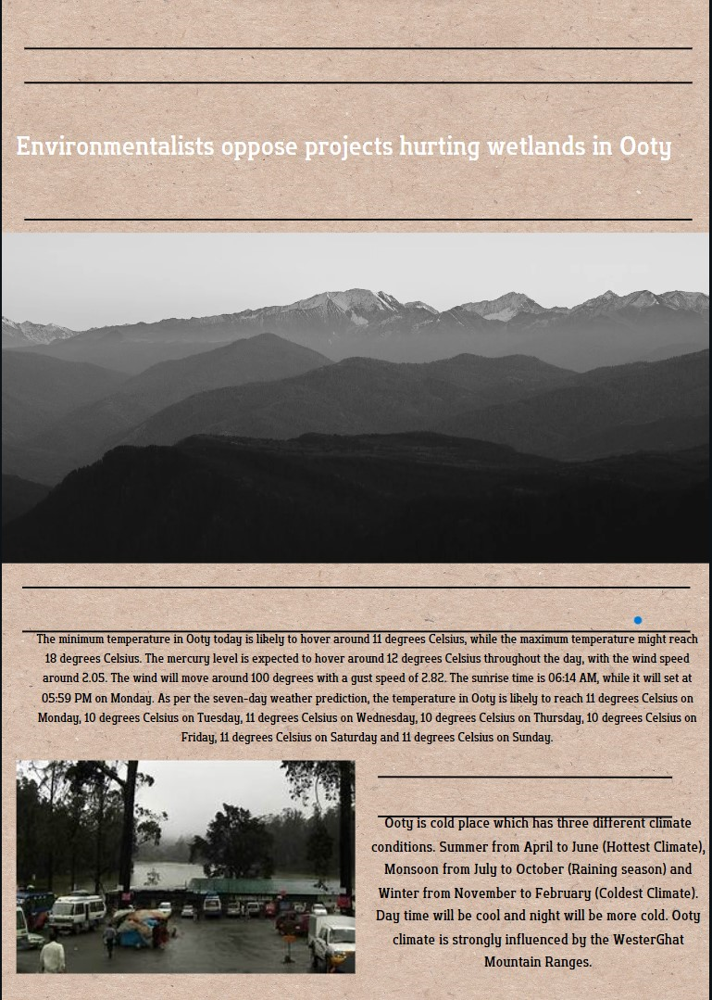 Environmentalists oppose projects hurting wetlands in Ooty
The minimum temperature in Ooty today is likely to hover around 11 degrees Celsius, while the maximum temperature might reach
18 degrees Celsius. The mercury level is expected to hover around 12 degrees Celsius throughout the day, with the wind speed
around 2.05. The wind will move around 100 degrees with a gust speed of 2.82. The sunrise time is 06:14 AM, while it will set at
05:59 PM on Monday. As per the seven-day weather prediction, the temperature in Ooty is likely to reach 11 degrees Celsius on
Monday, 10 degrees Celsius on Tuesday, 11 degrees Celsius on Wednesday, 10 degrees Celsius on Thursday, 10 degrees Celsius on
Friday, 11 degrees Celsius on Saturday and 11 degrees Celsius on Sunday.
Ooty is cold place which has three different climate
conditions. Summer from April to June (Hottest Climate),
Monsoon from July to October (Raining season) and
Winter from November to February (Coldest Climate).
Day time will be cool and night will be more cold. Ooty
climate is strongly influenced by the WesterGhat
Mountain Ranges.